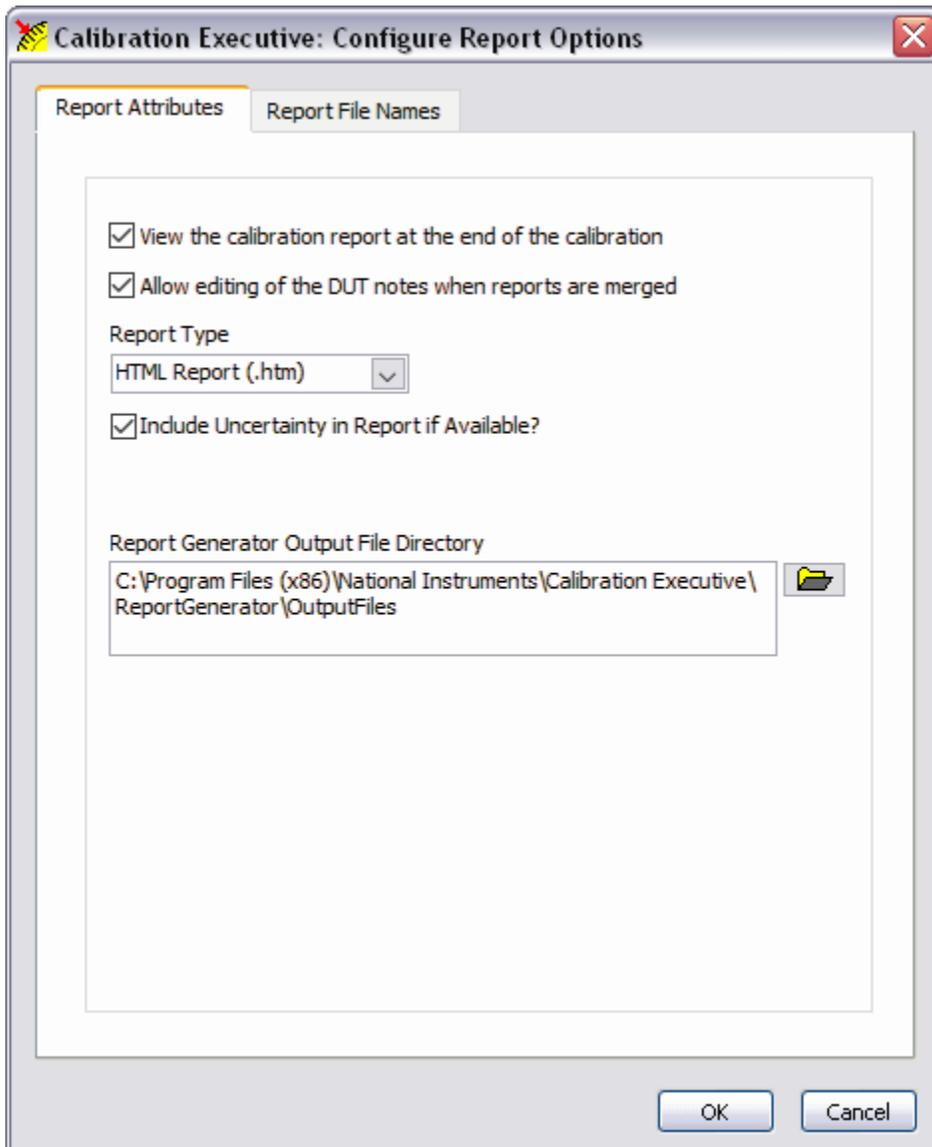 Calibration Executive: Configure Report Options
Report Attributes
Report File Names
View the calibration report at the end of the calibration
Allow editing of the DUT notes when reports are merged
Report Type
HTML Report (.htm)
Include Uncertainty in Report if Available?
Report Generator Output File Directory
C:\Program Files (x86)\National Instruments\Calibration Executive\
ReportGenerator\OutputFiles
OK
Cancel